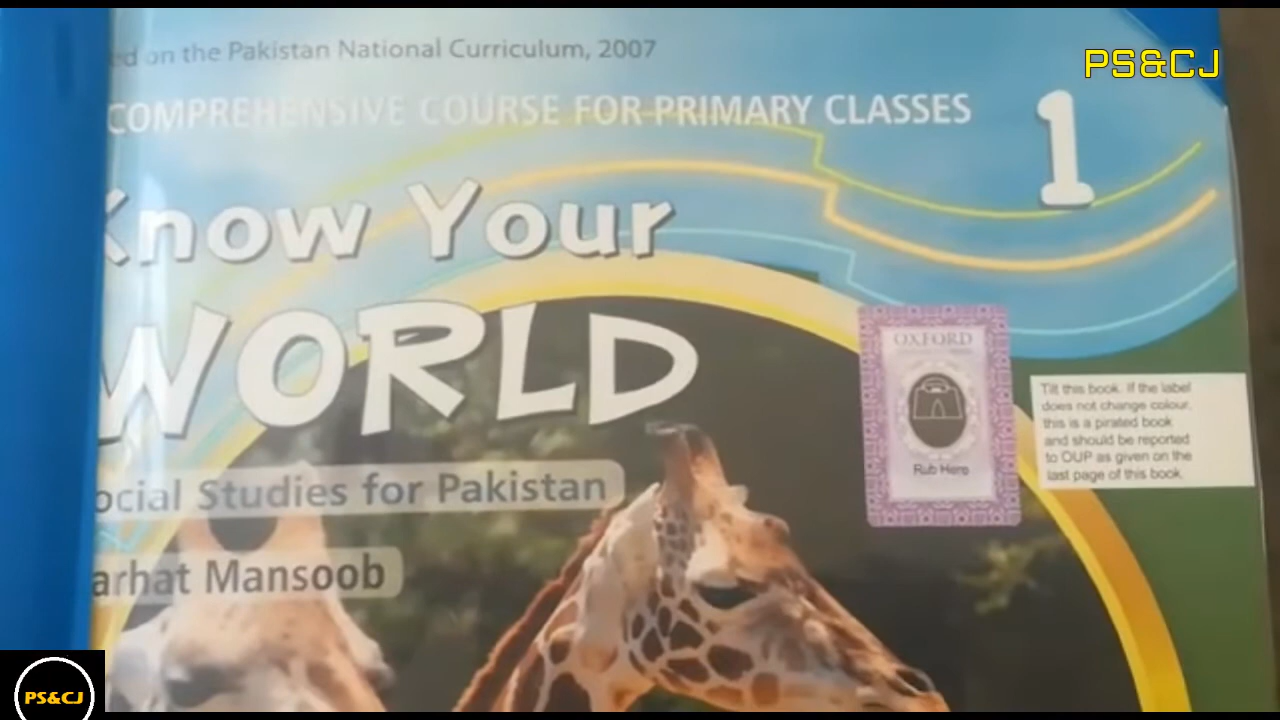 ed on the Pakistan National Curriculum, 2007
PS&CJ
COMPREHENSIVE COURSE FOR PRIMARY CLASSES
1
Know Your
WORLD
OXFORD
Rub Here
Tilt this book. If the label
does not change colour,
this is a pirated book
and should be reported
to OUP as given on the
last page of this book.
ocial Studies for Pakistan
arhat Mansoob
PS&CJ